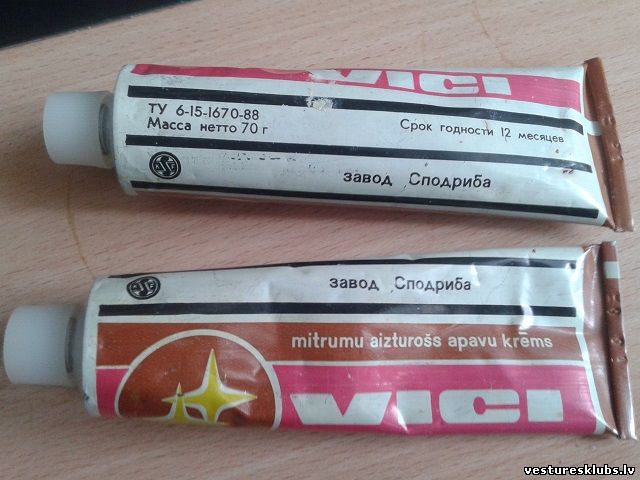 VICI
ТУ 6-15-1670-88
Масса нетто 70 г
Срок годности 12 месяцев
завод Сподриба
завод Сподриба
mitrumu aizturošs apavu krēms
VICI
vesturesklubs.lv